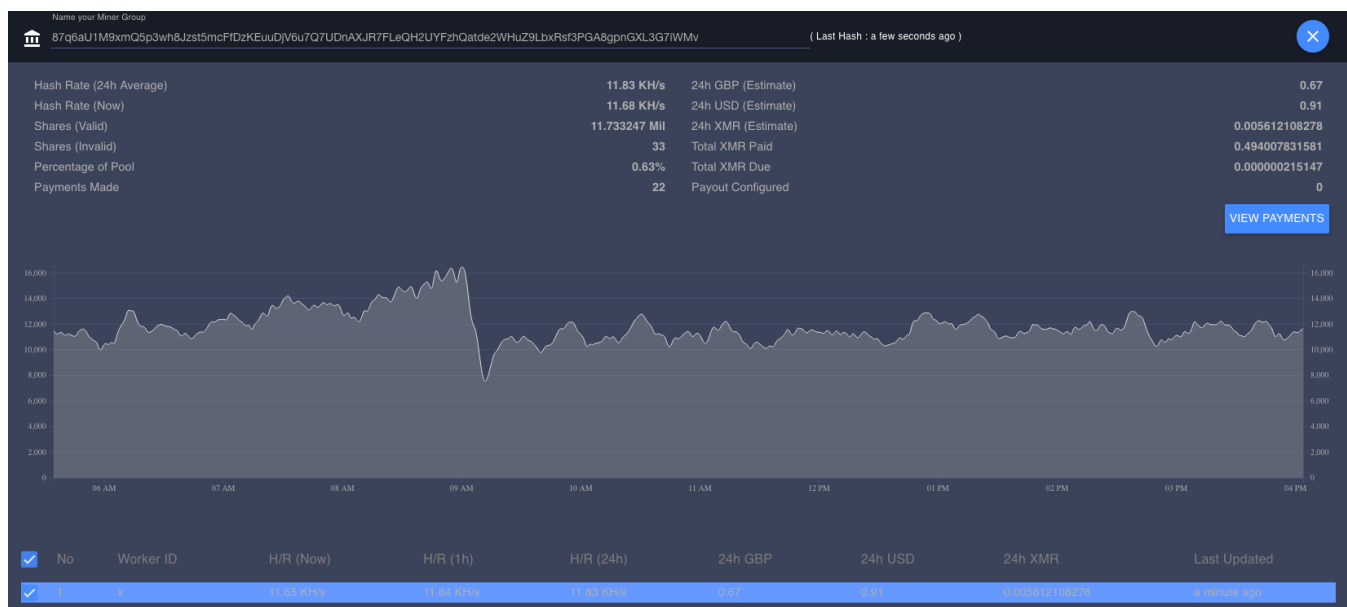 Name your Miner Group
87q6aU1M9xmQ5p3wh8Jzst5mcFfDzKEuuDjV6u7Q7UDnAXJR7FLeQH2UYFzhQatde2WHuZ9LbxRsf3PGA8gpnGXL3G7iWMv ( Last Hash : a few seconds ago )
Hash Rate (24h Average) 11.83 KH/s 24h GBP (Estimate) 0.67
Hash Rate (Now) 11.68 KH/s 24h USD (Estimate) 0.91
Shares (Valid) 11.733247 Mil 24h XMR (Estimate) 0.005612108278
Shares (Invalid) 33 Total XMR Paid 0.494007831581
Percentage of Pool 0.63% Total XMR Due 0.000000215147
Payments Made 22 Payout Configured 0
VIEW PAYMENTS
16,000 16,000
14,000 14,000
12,000 12,000
10,000 10,000
8,000 8,000
6,000 6,000
4,000 4,000
2,000 2,000
0 0
06 AM 07 AM 08 AM 09 AM 10 AM 11 AM 12 PM 01 PM 02 PM 03 PM 04 PM
No Worker ID H/R (Now) H/R (1h) H/R (24h) 24h GBP 24h USD 24h XMR Last Updated
1 x 11.65 KH/s 11.64 KH/s 11.83 KH/s 0.67 0.91 0.005612108278 a minute ago